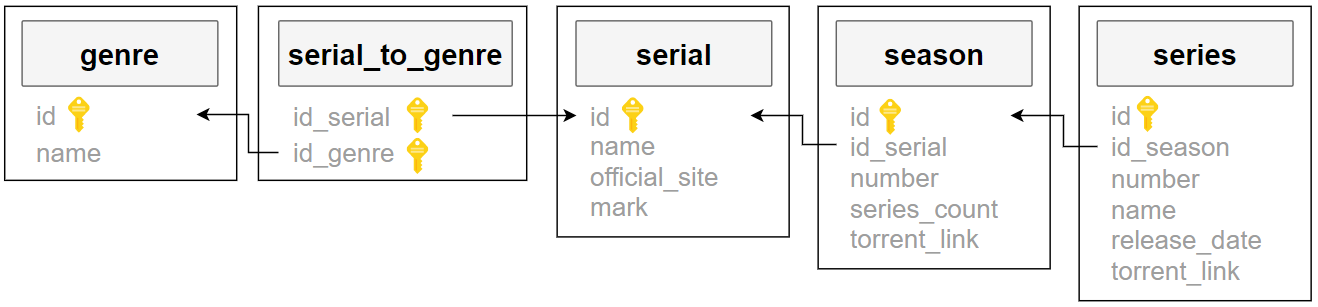 genre
id
name
serial_to_genre
id_serial
id_genre
serial
id
name
official_site
mark
season
id
id_serial
number
series_count
torrent_link
series
id
id_season
number
name
release_date
torrent_link